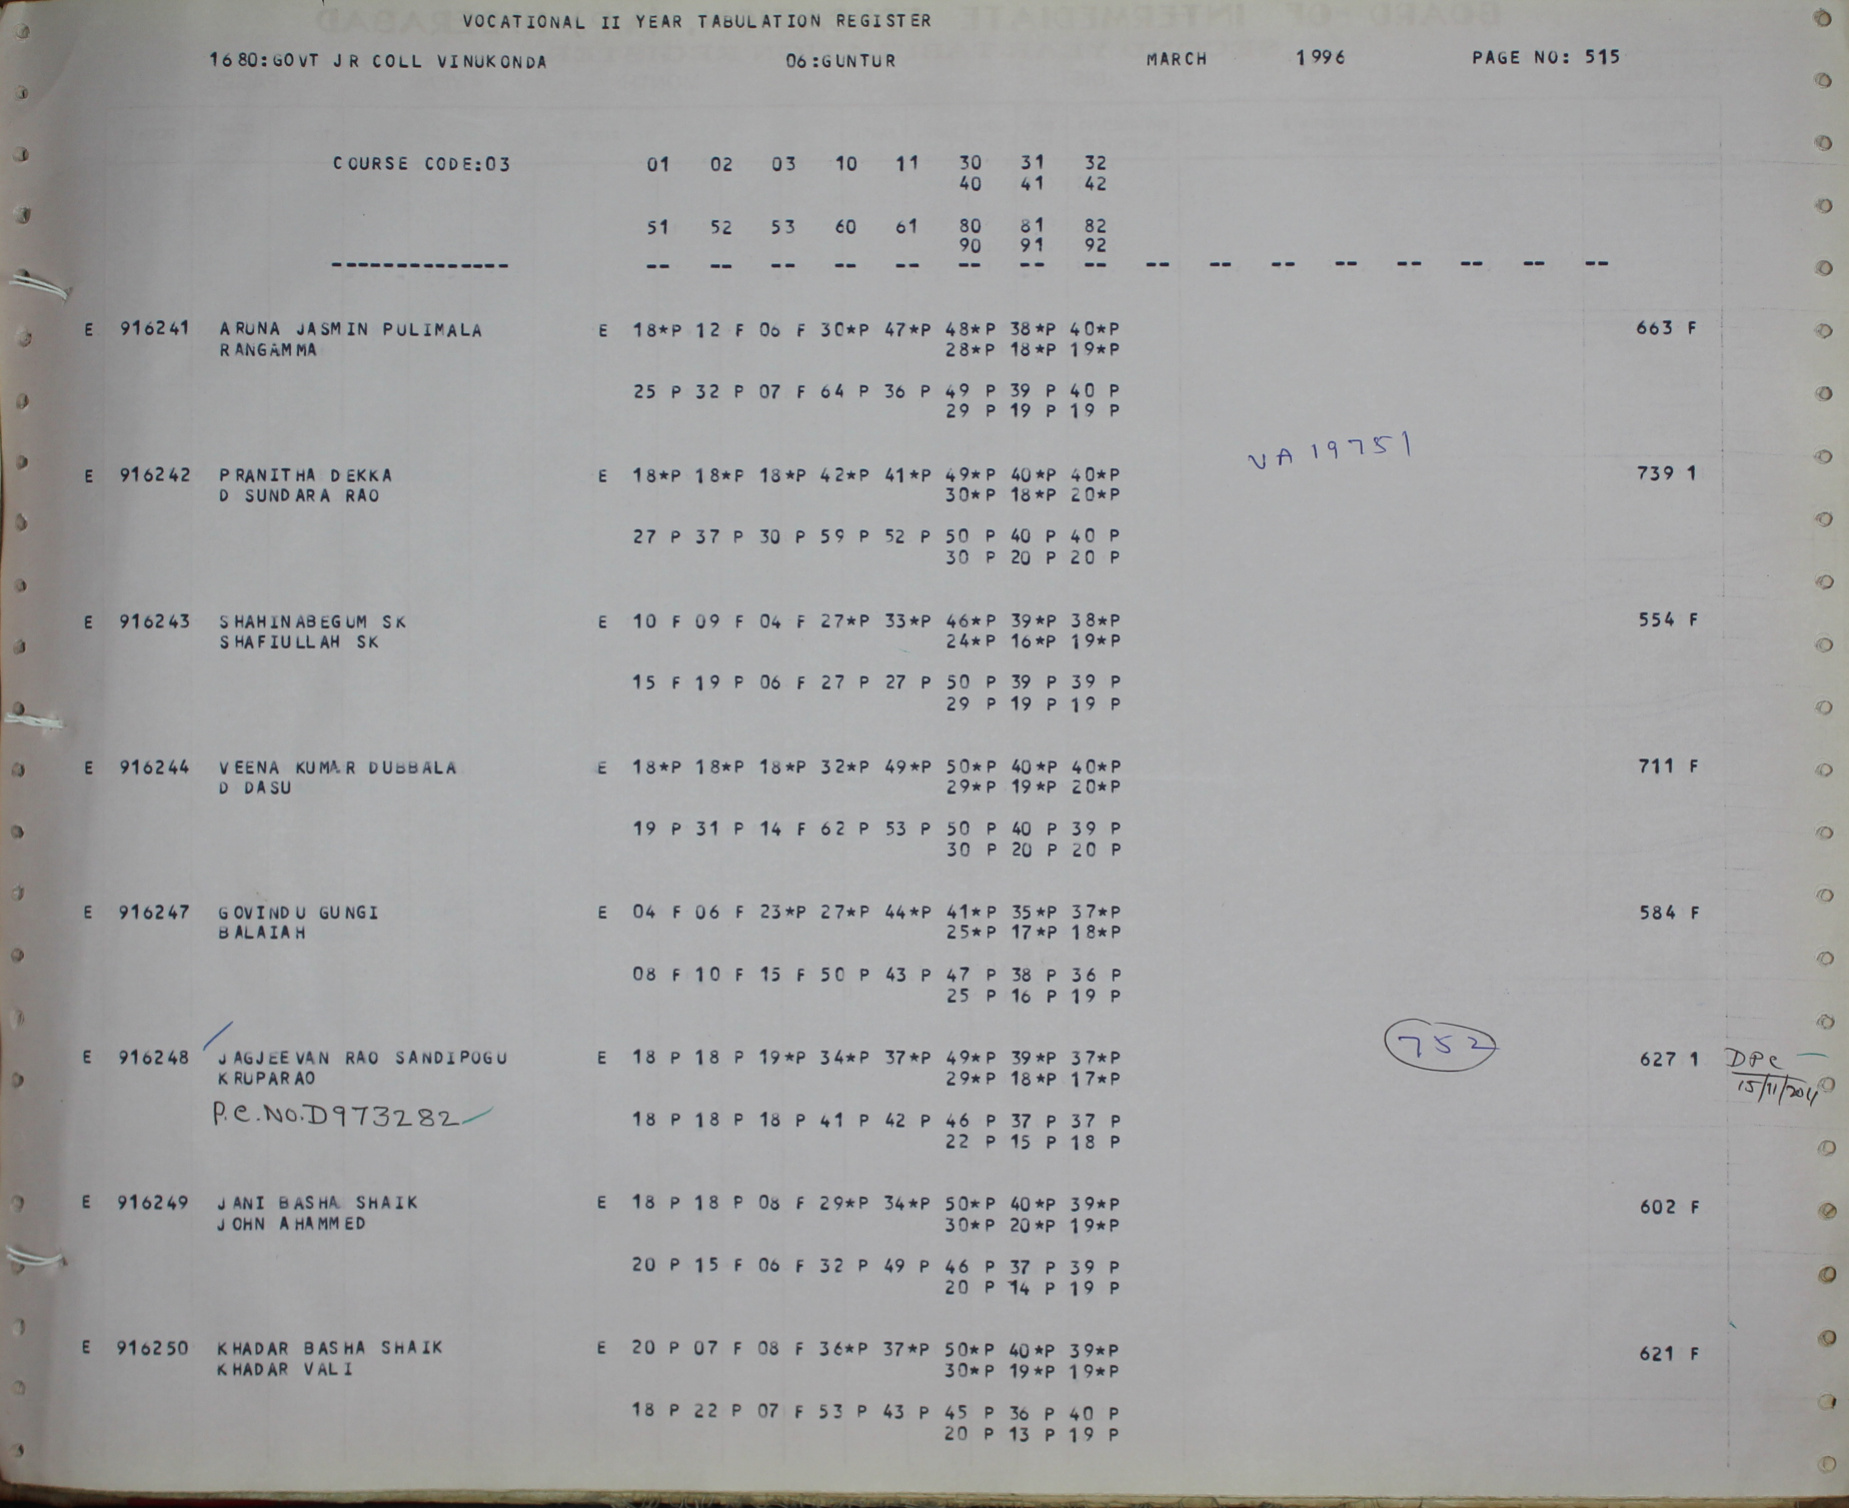 VOCATIONAL II YEAR TABULATION REGISTER
1680:GOVT JR COLL VINUKONDA 06:GUNTUR MARCH 1996 PAGE NO: 515
COURSE CODE:03 01 02 03 10 11 30 31 32
40 41 42
51 52 53 60 61 80 81 82
90 91 92
-------------- -- -- -- -- -- -- -- -- -- -- -- -- -- -- -- --
E 916241 ARUNA JASMIN PULIMALA E 18*P 12 F 06 F 30*P 47*P 48*P 38*P 40*P 663 F
RANGAMMA 28*P 18*P 19*P
25 P 32 P 07 F 64 P 36 P 49 P 39 P 40 P
29 P 19 P 19 P
VA 19751
E 916242 PRANITHA DEKKA E 18*P 18*P 18*P 42*P 41*P 49*P 40*P 40*P 739 1
D SUNDARA RAO 30*P 18*P 20*P
27 P 37 P 30 P 59 P 52 P 50 P 40 P 40 P
30 P 20 P 20 P
E 916243 SHAHINABEGUM SK E 10 F 09 F 04 F 27*P 33*P 46*P 39*P 38*P 554 F
SHAFIULLAH SK 24*P 16*P 19*P
15 F 19 P 06 F 27 P 27 P 50 P 39 P 39 P
29 P 19 P 19 P
E 916244 VEENA KUMAR DUBBALA E 18*P 18*P 18*P 32*P 49*P 50*P 40*P 40*P 711 F
D DASU 29*P 19*P 20*P
19 P 31 P 14 F 62 P 53 P 50 P 40 P 39 P
30 P 20 P 20 P
E 916247 GOVINDU GUNGI E 04 F 06 F 23*P 27*P 44*P 41*P 35*P 37*P 584 F
BALAIAH 25*P 17*P 18*P
08 F 10 F 15 F 50 P 43 P 47 P 38 P 36 P
25 P 16 P 19 P
E 916248 JAGJEEVAN RAO SANDIPOGU E 18 P 18 P 19*P 34*P 37*P 49*P 39*P 37*P 752 627 1 DPC
KRUPARAO 29*P 18*P 17*P 15/11/2011
P.C.NO.D973282 18 P 18 P 18 P 41 P 42 P 46 P 37 P 37 P
22 P 15 P 18 P
E 916249 JANI BASHA SHAIK E 18 P 18 P 08 F 29*P 34*P 50*P 40*P 39*P 602 F
JOHN AHAMMED 30*P 20*P 19*P
20 P 15 F 06 F 32 P 49 P 46 P 37 P 39 P
20 P 14 P 19 P
E 916250 KHADAR BASHA SHAIK E 20 P 07 F 08 F 36*P 37*P 50*P 40*P 39*P 621 F
KHADAR VALI 30*P 19*P 19*P
18 P 22 P 07 F 53 P 43 P 45 P 36 P 40 P
20 P 13 P 19 P